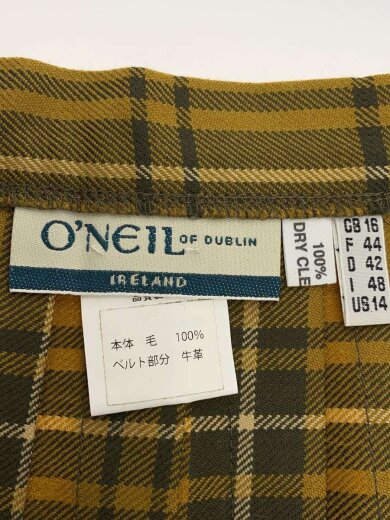 O'NEIL OF DUBLIN
IRELAND
本体 毛 100%
ベルト部分 牛革
100%
DRY CLE
GB 16
F 44
D 42
I 48
US 14